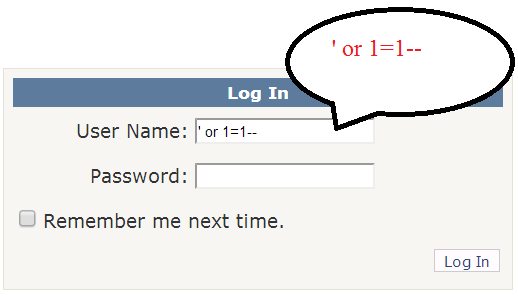 ' or 1=1--
Log In
User Name: ' or 1=1--
Password:
Remember me next time.
Log In